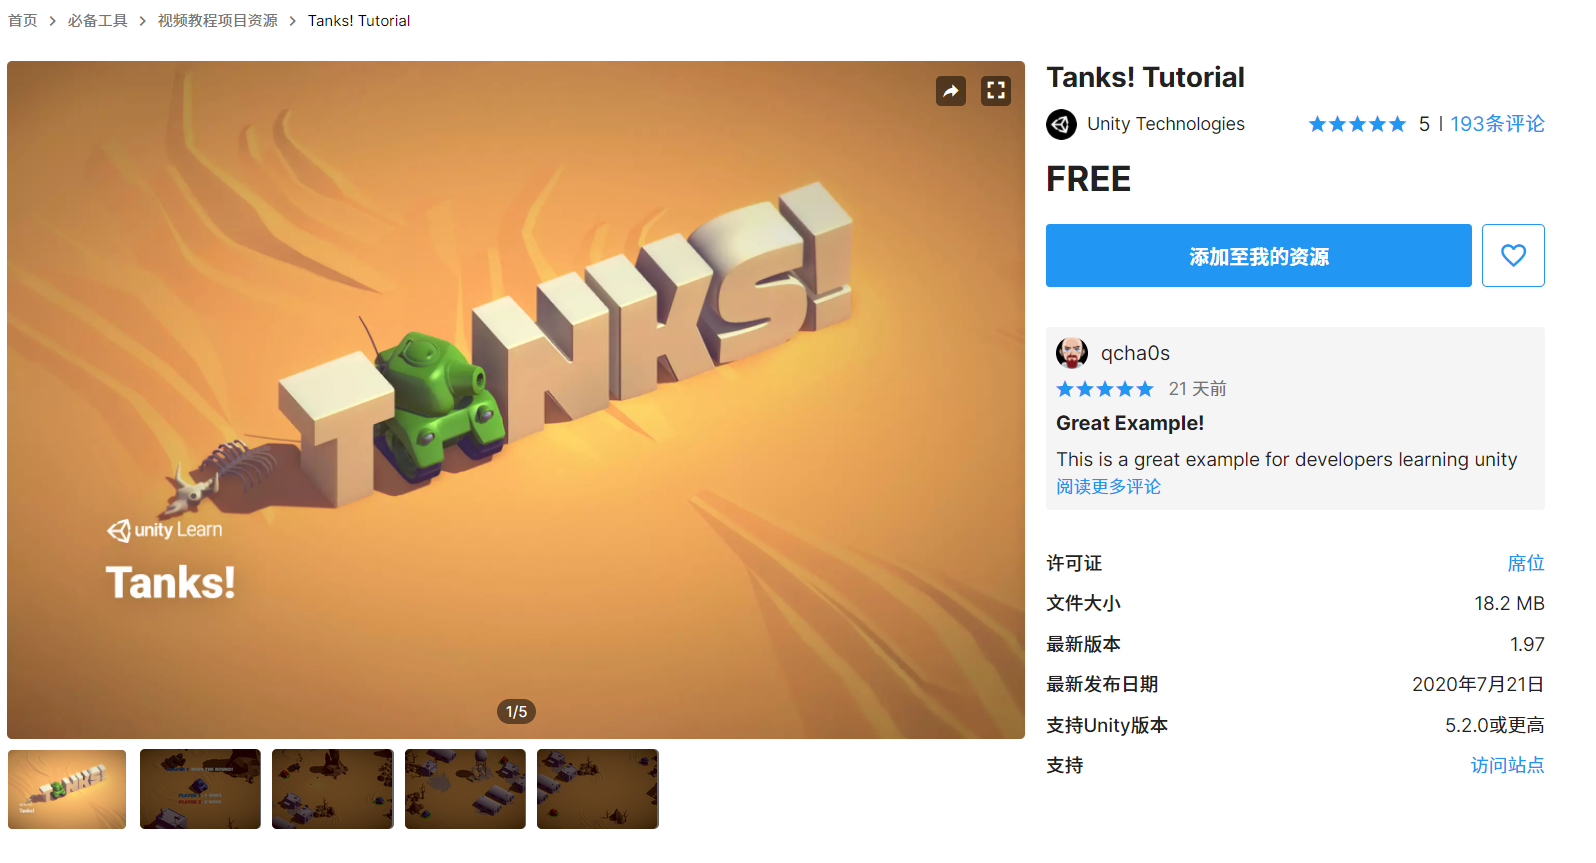 首页 > 必备工具 > 视频教程项目资源 > Tanks! Tutorial
TANKS!
unity Learn
Tanks!
1/5
Tanks! Tutorial
Unity Technologies
5 | 193条评论
FREE
添加至我的资源
qcha0s
21 天前
Great Example!
This is a great example for developers learning unity
阅读更多评论
许可证 席位
文件大小 18.2 MB
最新版本 1.97
最新发布日期 2020年7月21日
支持Unity版本 5.2.0或更高
支持 访问站点